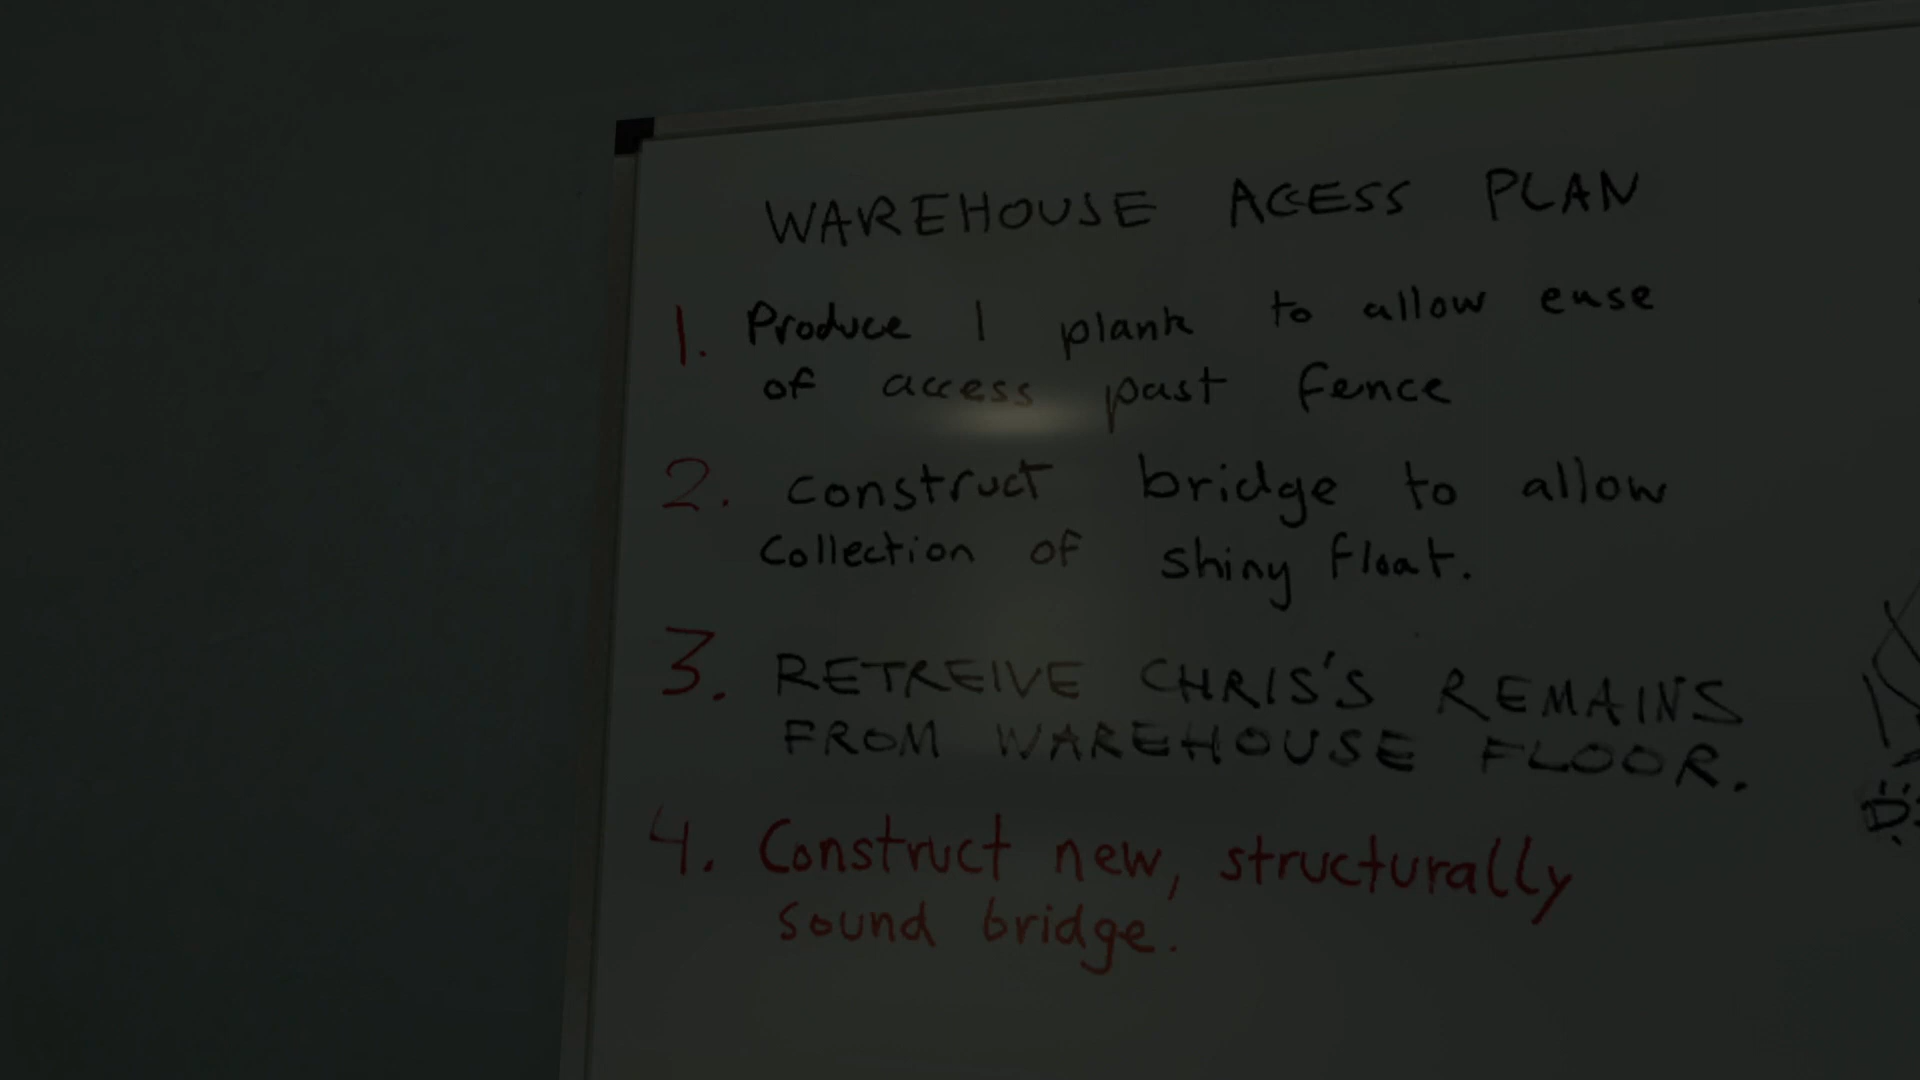 WAREHOUSE ACESS PLAN
1. Produce 1 plank to allow ease
of access past fence
2. construct bridge to allow
Collection of shiny float.
3. RETREIVE CHRIS'S REMAINS
FROM WAREHOUSE FLOOR.
4. Construct new, structurally
sound bridge.